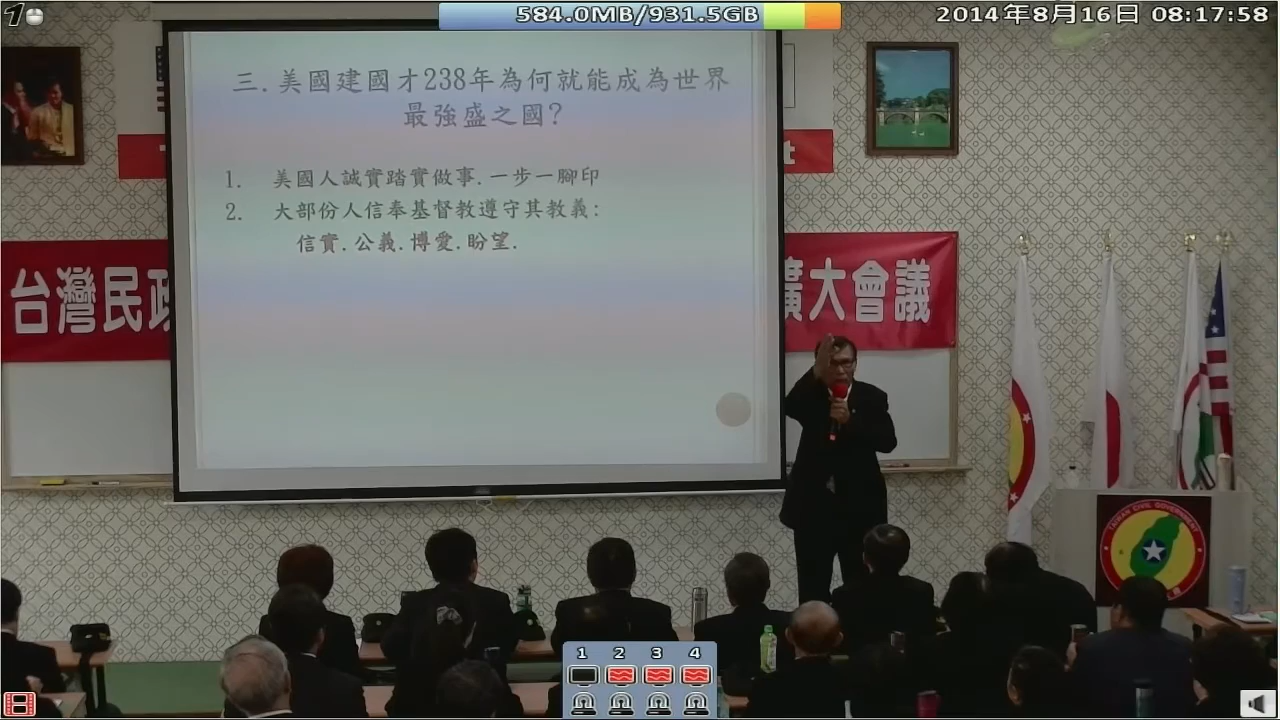 1
584.0MB/931.5GB
2014年8月16日 08:17:58
三.美國建國才238年為何就能成為世界
最強盛之國?
t
1. 美國人誠實踏實做事.一步一腳印
2. 大部份人信奉基督教遵守其教義:
信實.公義.博愛.盼望.
台灣民政
擴大會議
TAIWAN CIVIL GOVERNMENT
1 2 3 4